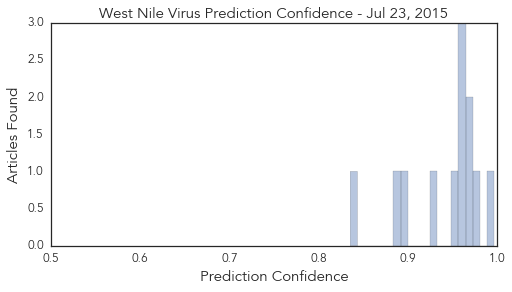 West Nile Virus Prediction Confidence - Jul 23, 2015
3.0
2.5
2.0
1.5
1.0
0.5
0.0
Articles Found
0.5 0.6 0.7 0.8 0.9 1.0
Prediction Confidence